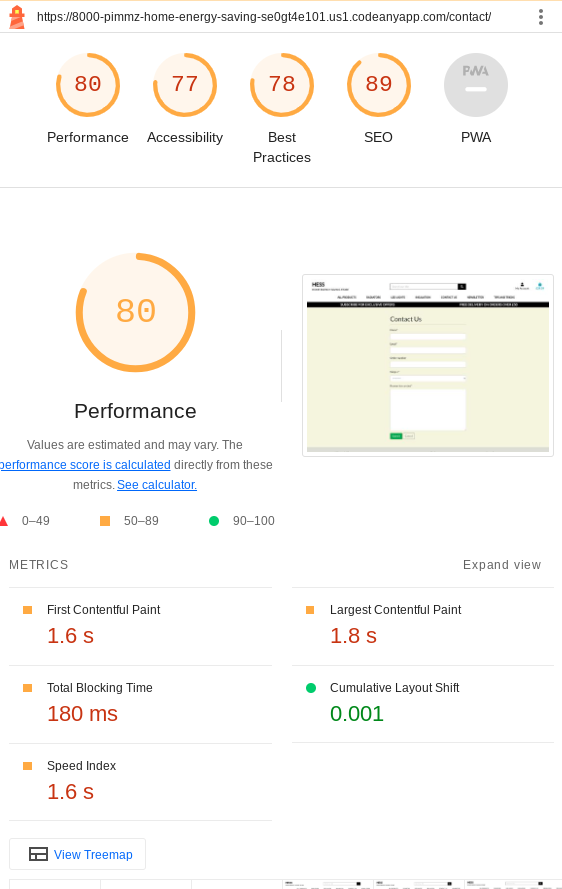 https://8000-pimmz-home-energy-saving-se0gt4e101.us1.codeanyapp.com/contact/
80
77
78
89
PWA
Performance
Accessibility
Best
Practices
SEO
PWA
80
HESS
Contact Us
Performance
Values are estimated and may vary. The
performance score is calculated directly from these
metrics. See calculator.
0–49
50–89
90–100
METRICS
Expand view
First Contentful Paint
1.6 s
Largest Contentful Paint
1.8 s
Total Blocking Time
180 ms
Cumulative Layout Shift
0.001
Speed Index
1.6 s
View Treemap